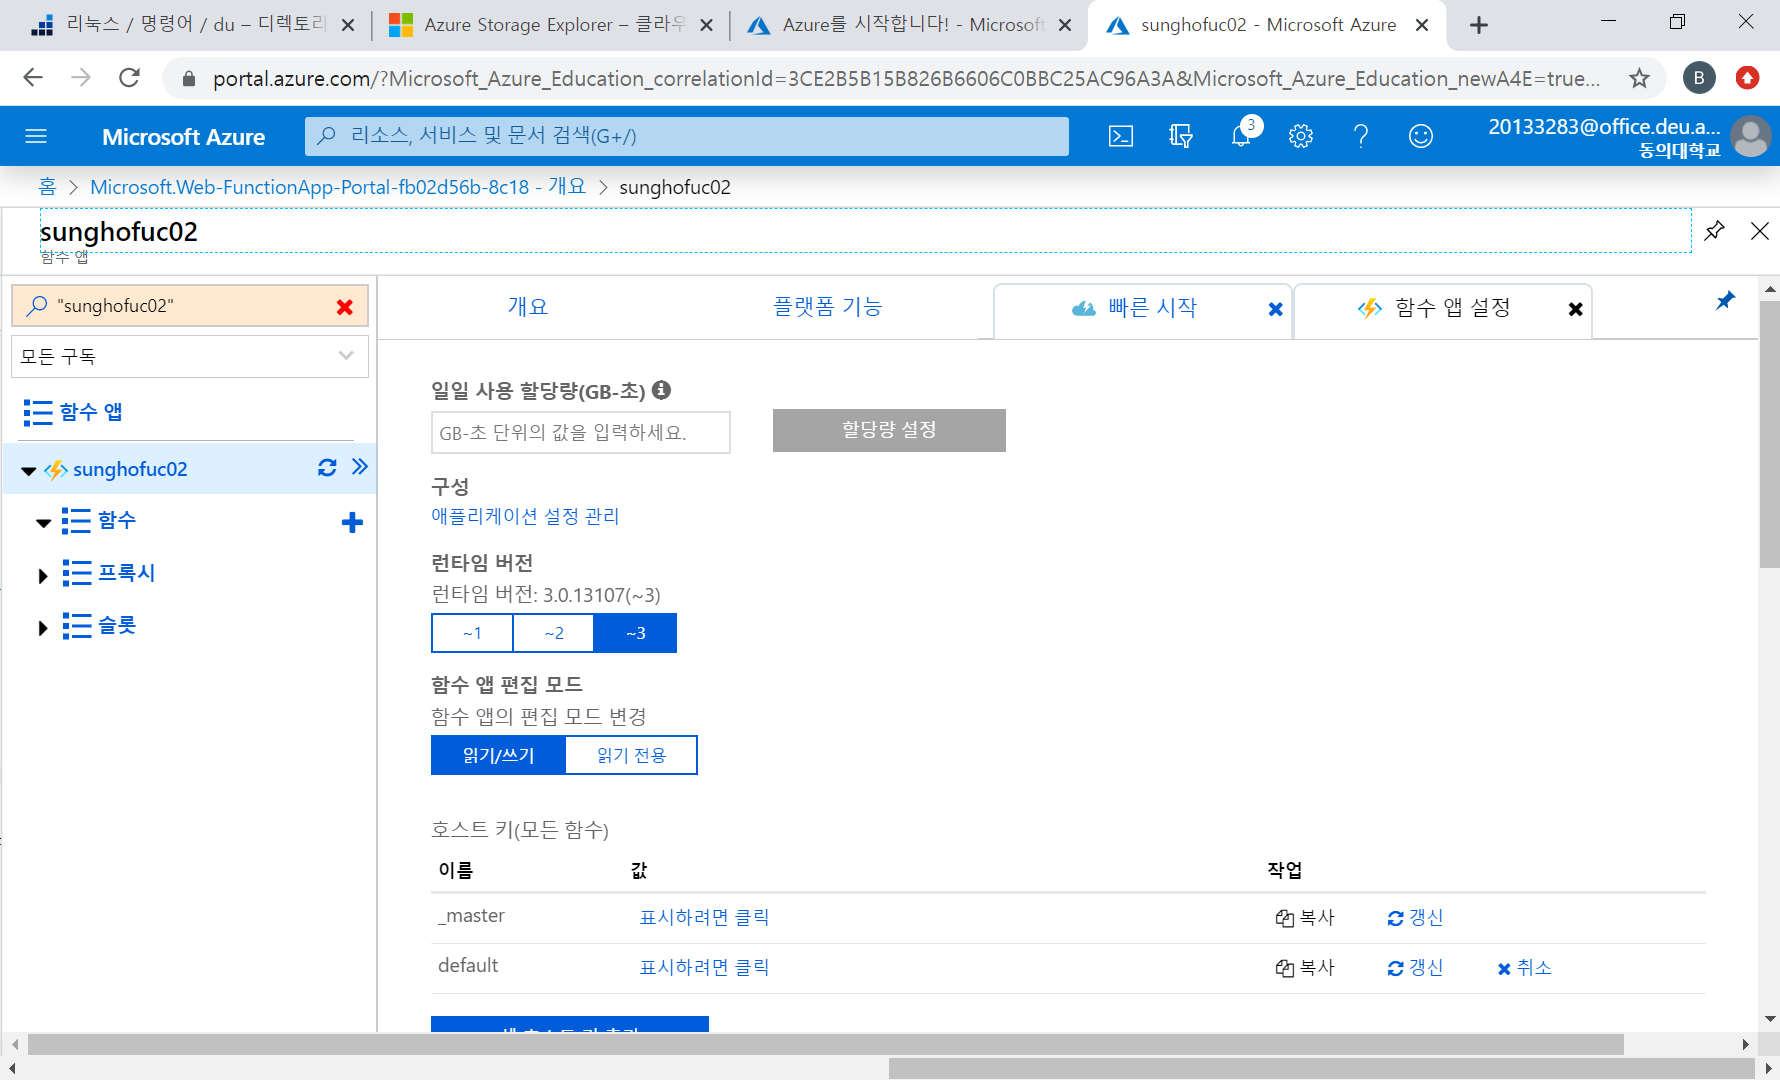 리눅스 / 명령어 / du – 디렉토리
Azure Storage Explorer – 클라우
Azure를 시작합니다! - Microsoft
sunghofuc02 - Microsoft Azure
portal.azure.com/?Microsoft_Azure_Education_correlationId=3CE2B5B15B826B6606C0BBC25AC96A3A&Microsoft_Azure_Education_newA4E=true...
B
Microsoft Azure
리소스, 서비스 및 문서 검색(G+/)
3
20133283@office.deu.a...
동의대학교
홈 > Microsoft.Web-FunctionApp-Portal-fb02d56b-8c18 - 개요 > sunghofuc02
sunghofuc02
함수 앱
"sunghofuc02"
모든 구독
함수 앱
sunghofuc02
함수
프록시
슬롯
개요
플랫폼 기능
빠른 시작
함수 앱 설정
일일 사용 할당량(GB-초)
GB-초 단위의 값을 입력하세요.
할당량 설정
구성
애플리케이션 설정 관리
런타임 버전
런타임 버전: 3.0.13107(~3)
~1 ~2 ~3
함수 앱 편집 모드
함수 앱의 편집 모드 변경
읽기/쓰기 읽기 전용
호스트 키(모든 함수)
이름 값 작업
_master 표시하려면 클릭 복사 갱신
default 표시하려면 클릭 복사 갱신 취소